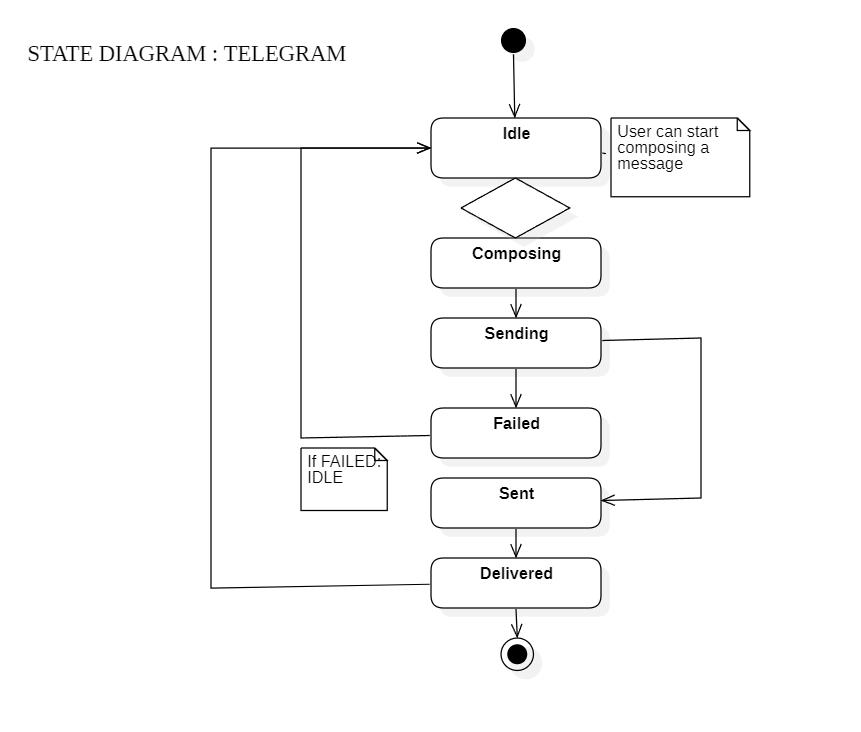 STATE DIAGRAM : TELEGRAM
Idle
User can start
composing a
message
Composing
Sending
Failed
If FAILED:
IDLE
Sent
Delivered